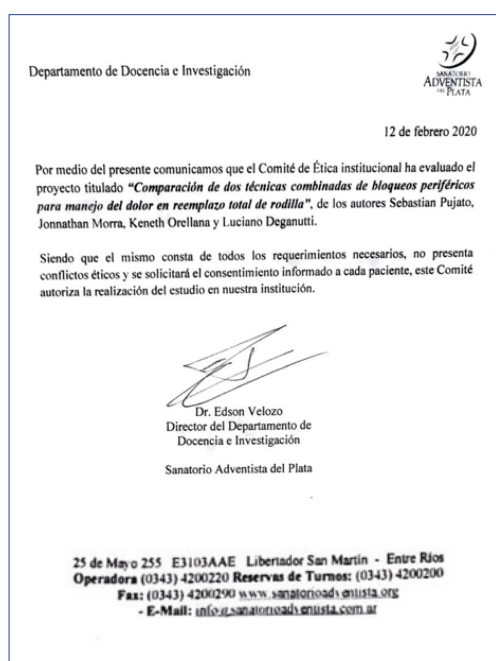 SANATORIO
ADVENTISTA
DEL PLATA
Departamento de Docencia e Investigación
12 de febrero 2020
Por medio del presente comunicamos que el Comité de Ética institucional ha evaluado el
proyecto titulado “Comparación de dos técnicas combinadas de bloqueos periféricos
para manejo del dolor en reemplazo total de rodilla”, de los autores Sebastian Pujato,
Jonnathan Morra, Keneth Orellana y Luciano Deganutti.
Siendo que el mismo consta de todos los requerimientos necesarios, no presenta
conflictos éticos y se solicitará el consentimiento informado a cada paciente, este Comité
autoriza la realización del estudio en nuestra institución.
Dr. Edson Velozo
Director del Departamento de
Docencia e Investigación
Sanatorio Adventista del Plata
25 de Mayo 255 E3103AAE Libertador San Martín - Entre Ríos
Operadora (0343) 4200220 Reservas de Turnos: (0343) 4200200
Fax: (0343) 4200290 www.sanatorioadventista.org
- E-Mail: info@sanatorioadventista.com.ar